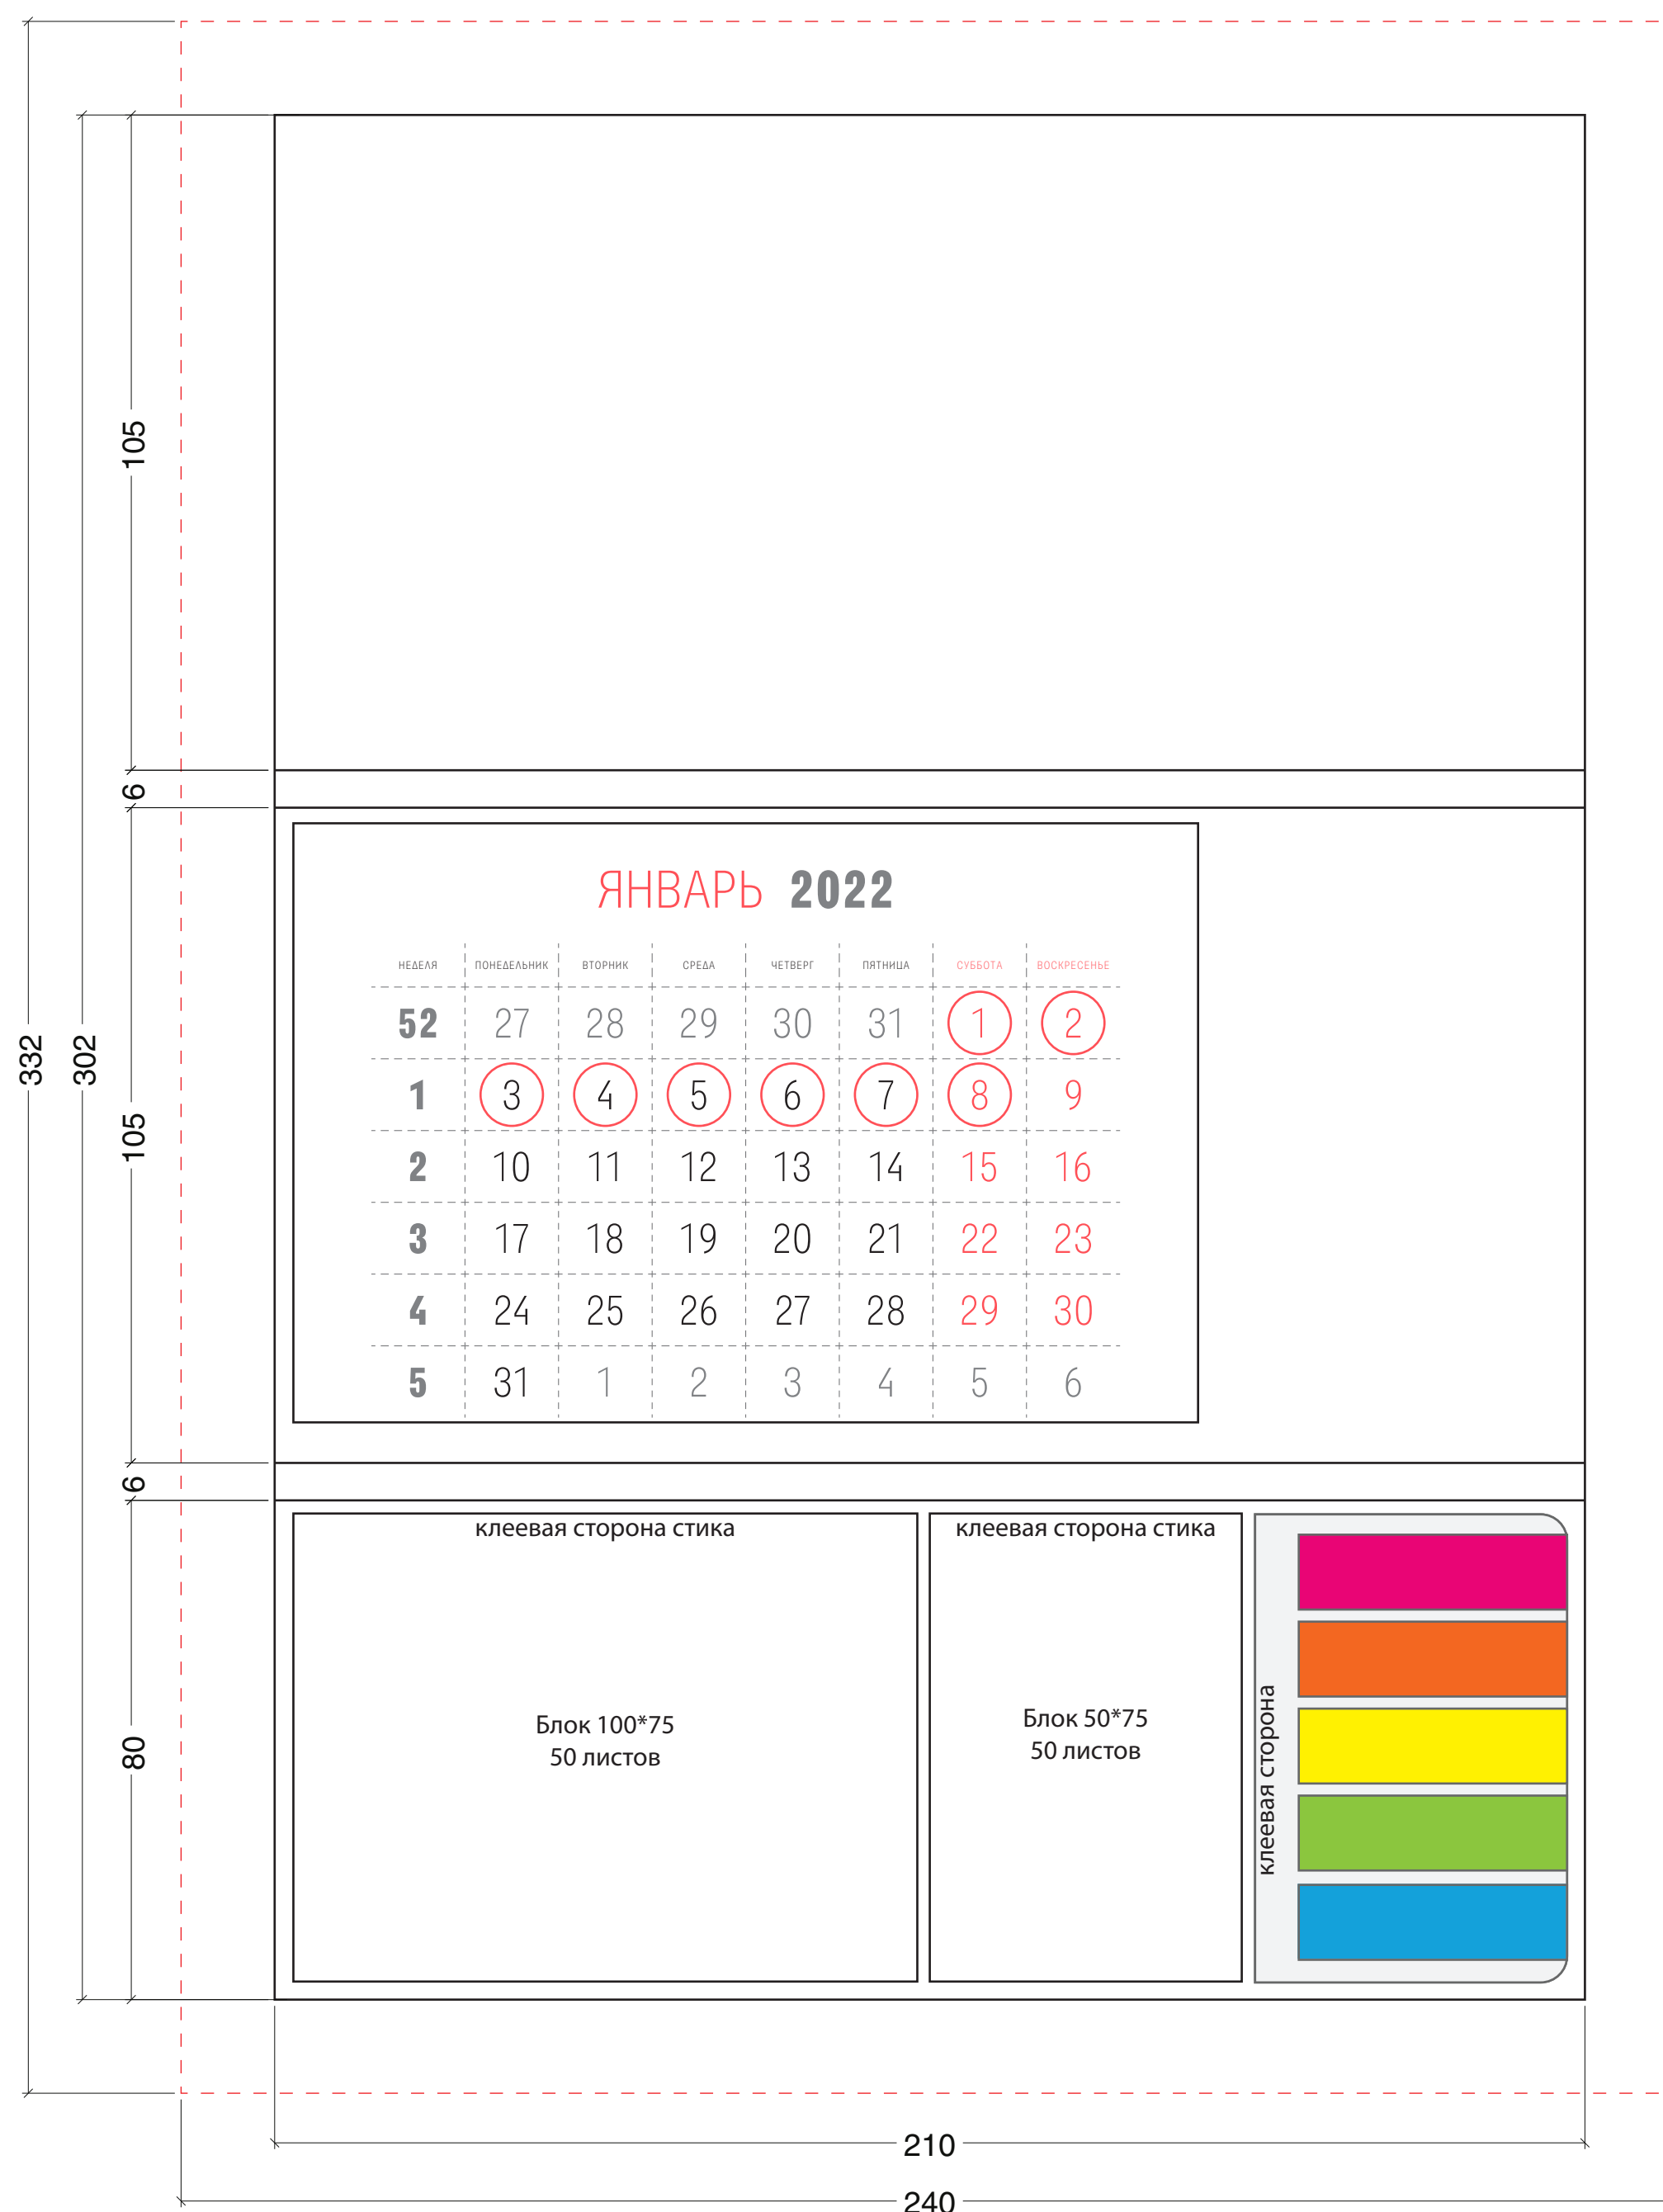 105
6
ЯНВАРЬ 2022
НЕДЕЛЯ ПОНЕДЕЛЬНИК ВТОРНИК СРЕДА ЧЕТВЕРГ ПЯТНИЦА СУББОТА ВОСКРЕСЕНЬЕ
52 27 28 29 30 31 1 2
1 3 4 5 6 7 8 9
2 10 11 12 13 14 15 16
3 17 18 19 20 21 22 23
4 24 25 26 27 28 29 30
5 31 1 2 3 4 5 6
332
302
105
6
клеевая сторона стика
Блок 100*75
50 листов
клеевая сторона стика
Блок 50*75
50 листов
клеевая сторона
80
210
240